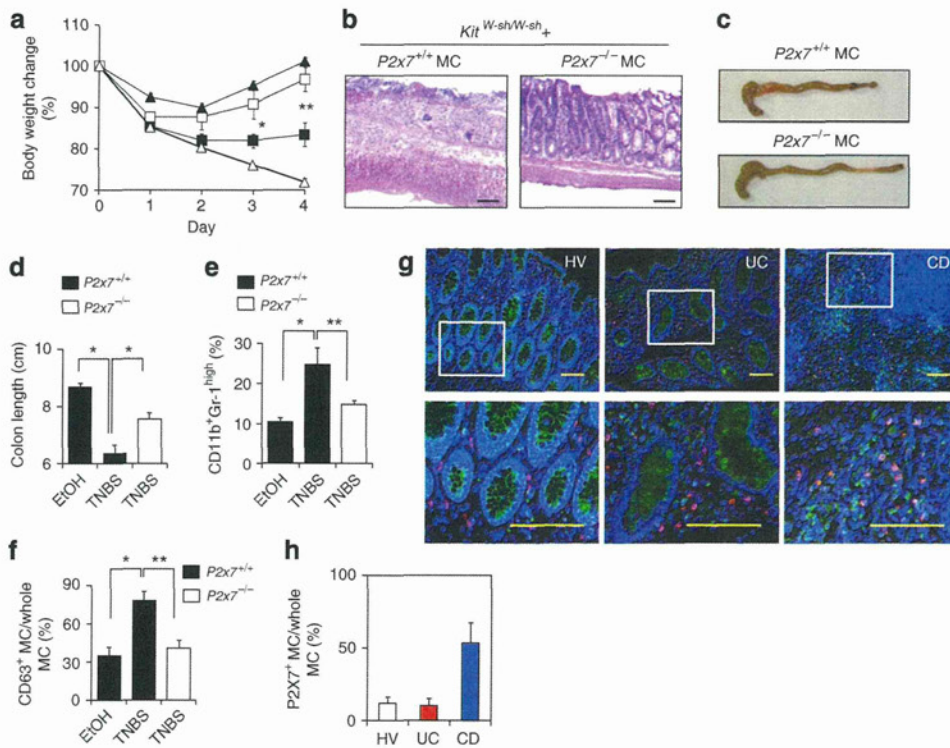 a
Body weight change
(%)
100
90
80
70
0
1
2
3
4
Day
*
**
b
Kit W-sh/W-sh+
P2x7+/+ MC
P2x7−/− MC
c
P2x7+/+ MC
P2x7−/− MC
d
P2x7+/+
P2x7−/−
Colon length (cm)
10
8
6
*
*
EtOH
TNBS
TNBS
e
P2x7+/+
P2x7−/−
CD11b+Gr-1high (%)
30
20
10
0
*
**
EtOH
TNBS
TNBS
f
P2x7+/+
P2x7−/−
CD63+ MC/whole
MC (%)
90
60
30
0
*
**
EtOH
TNBS
TNBS
g
HV
UC
CD
h
P2X7+ MC/whole
MC (%)
100
50
0
HV
UC
CD